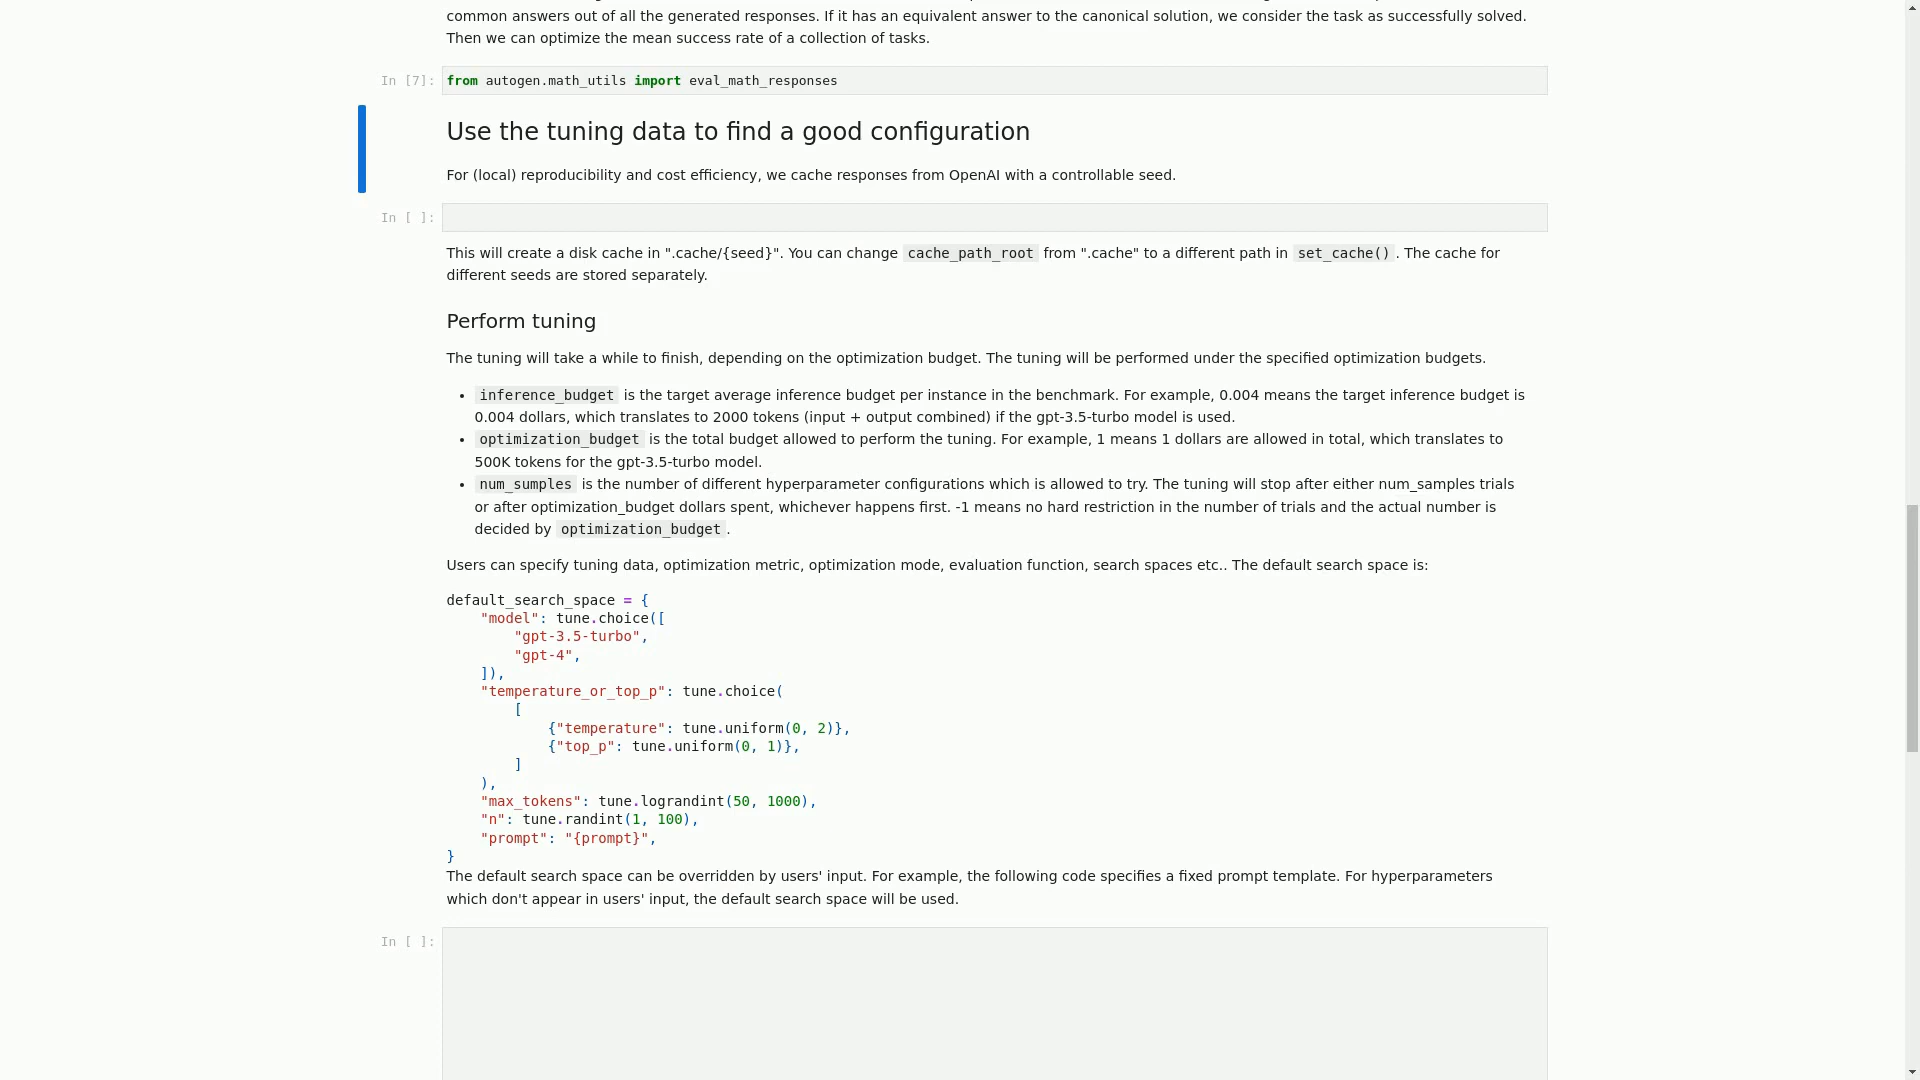 common answers out of all the generated responses. If it has an equivalent answer to the canonical solution, we consider the task as successfully solved.
Then we can optimize the mean success rate of a collection of tasks.
In [7]: from autogen.math_utils import eval_math_responses
Use the tuning data to find a good configuration
For (local) reproducibility and cost efficiency, we cache responses from OpenAI with a controllable seed.
In [ ]:
This will create a disk cache in ".cache/{seed}". You can change cache_path_root from ".cache" to a different path in set_cache() . The cache for
different seeds are stored separately.
Perform tuning
The tuning will take a while to finish, depending on the optimization budget. The tuning will be performed under the specified optimization budgets.
• inference_budget is the target average inference budget per instance in the benchmark. For example, 0.004 means the target inference budget is
0.004 dollars, which translates to 2000 tokens (input + output combined) if the gpt-3.5-turbo model is used.
• optimization_budget is the total budget allowed to perform the tuning. For example, 1 means 1 dollars are allowed in total, which translates to
500K tokens for the gpt-3.5-turbo model.
• num_sumples is the number of different hyperparameter configurations which is allowed to try. The tuning will stop after either num_samples trials
or after optimization_budget dollars spent, whichever happens first. -1 means no hard restriction in the number of trials and the actual number is
decided by optimization_budget .
Users can specify tuning data, optimization metric, optimization mode, evaluation function, search spaces etc.. The default search space is:
default_search_space = {
    "model": tune.choice([
        "gpt-3.5-turbo",
        "gpt-4",
    ]),
    "temperature_or_top_p": tune.choice(
        [
            {"temperature": tune.uniform(0, 2)},
            {"top_p": tune.uniform(0, 1)},
        ]
    ),
    "max_tokens": tune.lograndint(50, 1000),
    "n": tune.randint(1, 100),
    "prompt": "{prompt}",
}
The default search space can be overridden by users' input. For example, the following code specifies a fixed prompt template. For hyperparameters
which don't appear in users' input, the default search space will be used.
In [ ]: